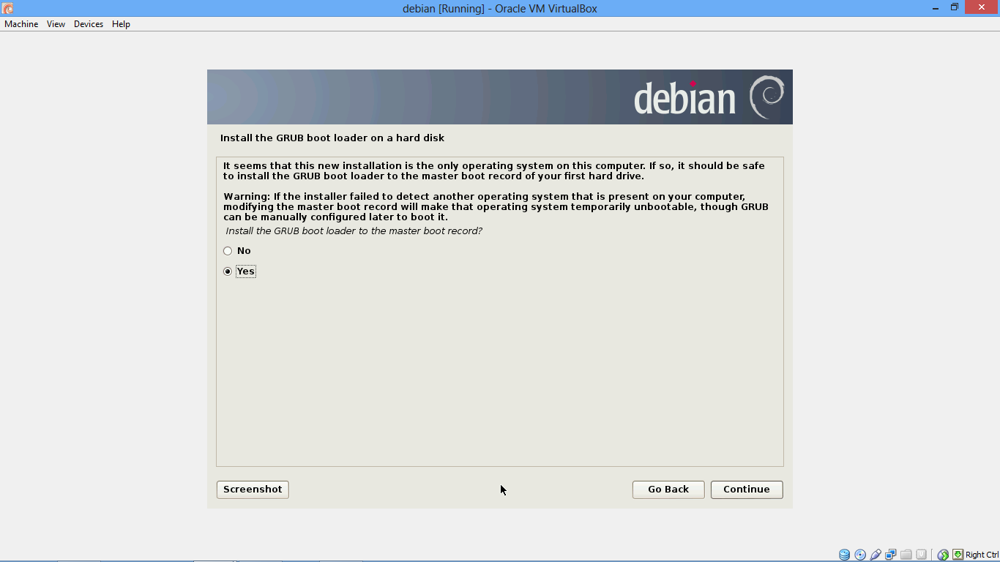 debian [Running] - Oracle VM VirtualBox
Machine View Devices Help
debian
Install the GRUB boot loader on a hard disk
It seems that this new installation is the only operating system on this computer. If so, it should be safe
to install the GRUB boot loader to the master boot record of your first hard drive.
Warning: If the installer failed to detect another operating system that is present on your computer,
modifying the master boot record will make that operating system temporarily unbootable, though GRUB
can be manually configured later to boot it.
Install the GRUB boot loader to the master boot record?
No
Yes
Screenshot Go Back Continue
Right Ctrl